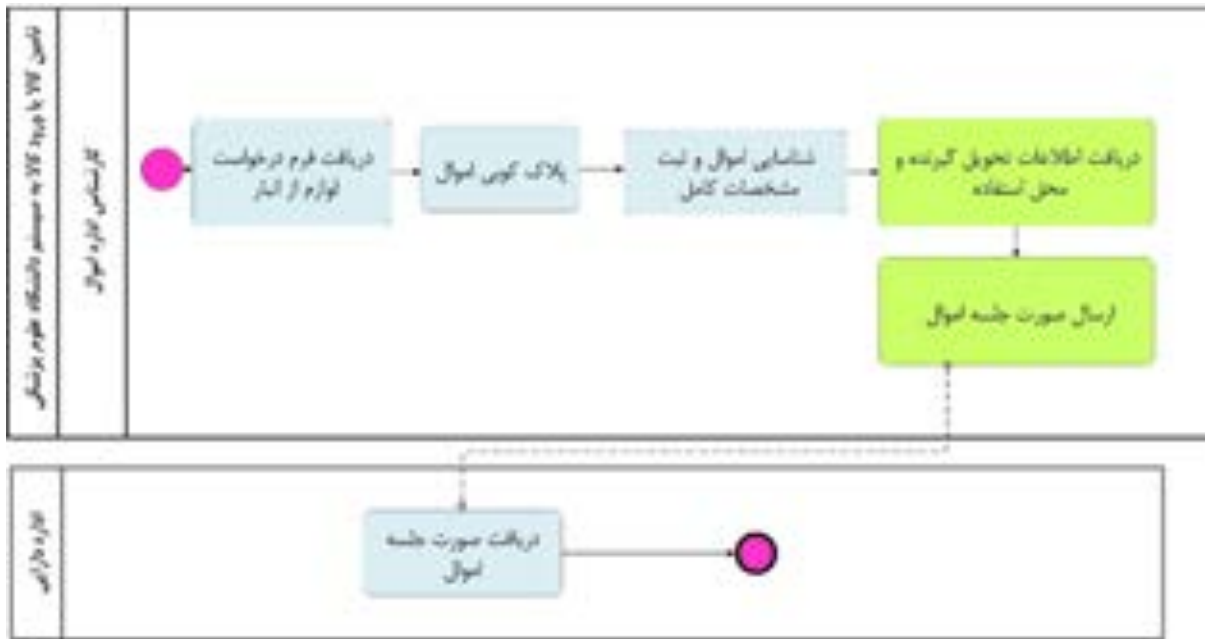 تامین کالا یا ورود کالا به سیستم دانشگاه علوم پزشکی
کارشناس اداره اموال
دریافت فرم درخواست
لوازم از انبار
پلاک کوبی اموال
شناسایی اموال و ثبت
مشخصات کامل
دریافت اطلاعات تحویل گیرنده و
محل استفاده
ارسال صورت جلسه اموال
اداره دارایی
دریافت صورت جلسه
اموال